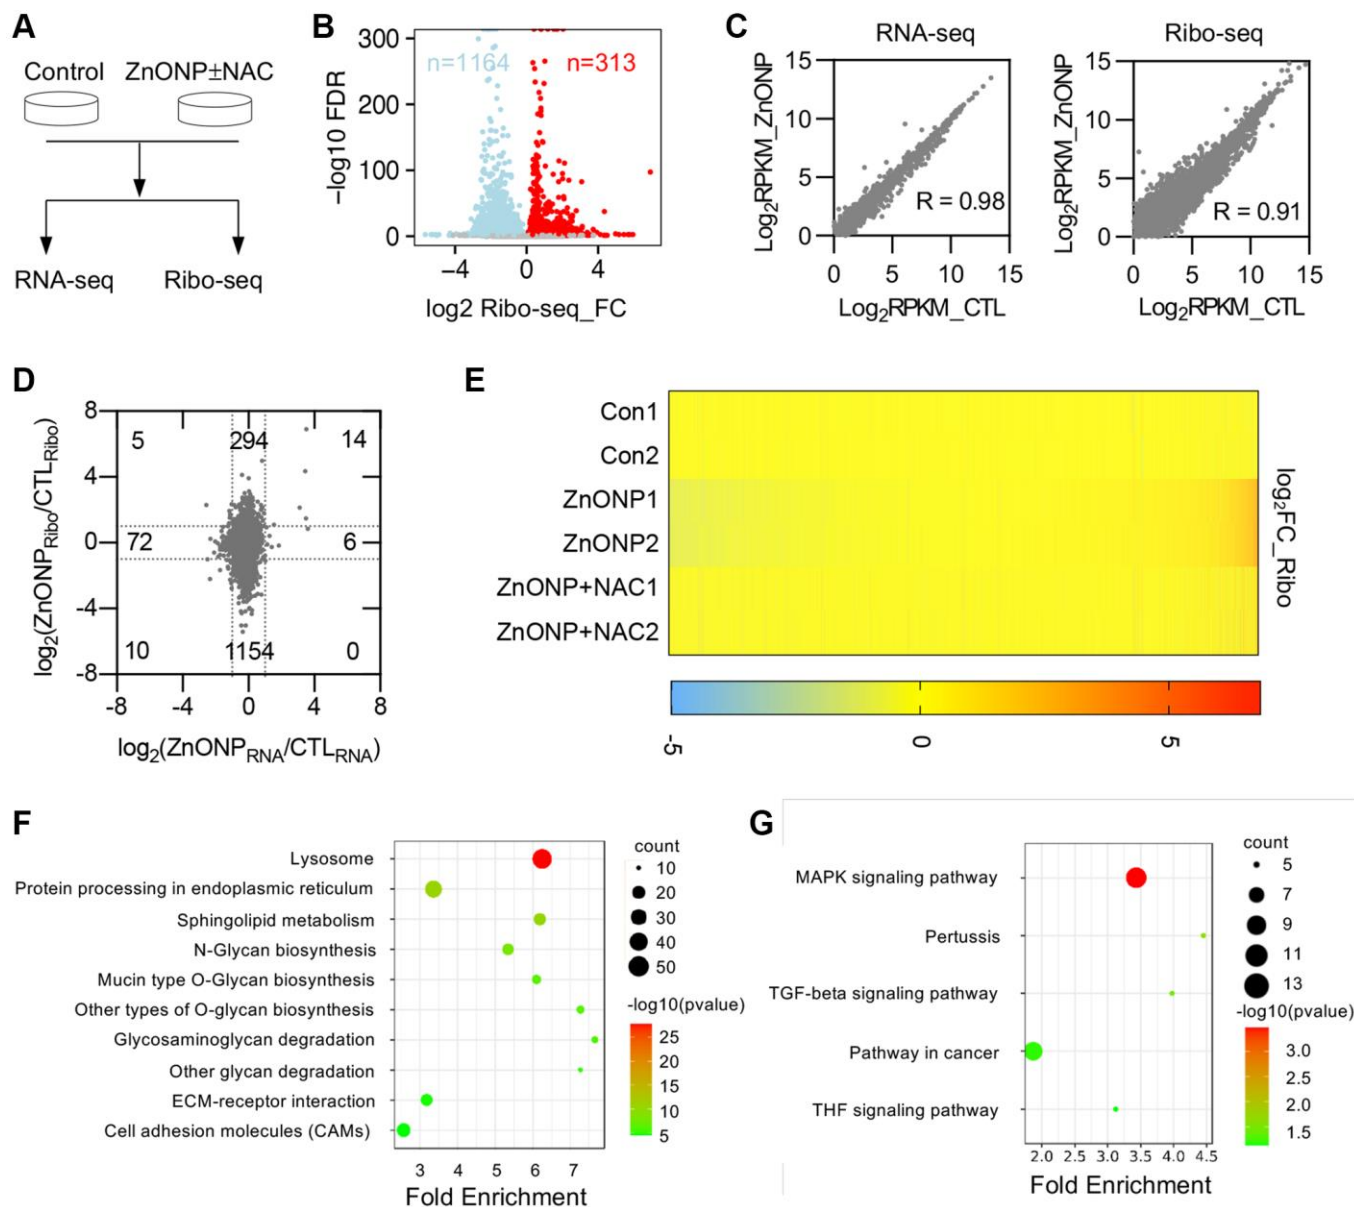 A
Control
ZnONP±NAC
RNA-seq
Ribo-seq
B
300
200
100
0
−log10 FDR
n=1164
n=313
−4
0
4
log2 Ribo-seq_FC
C
RNA-seq
Log2RPKM_ZnONP
15
10
5
0
R = 0.98
0
5
10
15
Log2RPKM_CTL
Ribo-seq
Log2RPKM_ZnONP
15
10
5
0
R = 0.91
0
5
10
15
Log2RPKM_CTL
D
log2(ZnONPRibo/CTLRibo)
8
4
0
-4
-8
5
294
14
72
6
10
1154
0
-8
-4
0
4
8
log2(ZnONPRNA/CTLRNA)
E
Con1
Con2
ZnONP1
ZnONP2
ZnONP+NAC1
ZnONP+NAC2
log2FC_Ribo
-5
0
5
F
Lysosome
Protein processing in endoplasmic reticulum
Sphingolipid metabolism
N-Glycan biosynthesis
Mucin type O-Glycan biosynthesis
Other types of O-glycan biosynthesis
Glycosaminoglycan degradation
Other glycan degradation
ECM-receptor interaction
Cell adhesion molecules (CAMs)
3
4
5
6
7
Fold Enrichment
count
10
20
30
40
50
-log10(pvalue)
25
20
15
10
5
G
MAPK signaling pathway
Pertussis
TGF-beta signaling pathway
Pathway in cancer
THF signaling pathway
2.0
2.5
3.0
3.5
4.0
4.5
Fold Enrichment
count
5
7
9
11
13
-log10(pvalue)
3.0
2.5
2.0
1.5